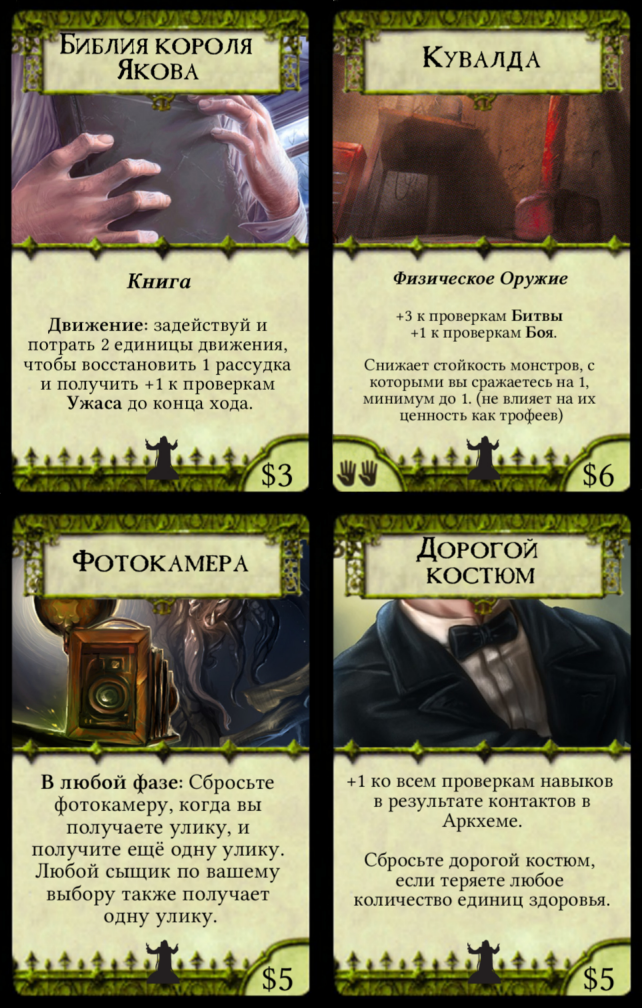 Библия короля
Якова
Книга
Движение: задействуй и
потрать 2 единицы движения,
чтобы восстановить 1 рассудка
и получить +1 к проверкам
Ужаса до конца хода.
$3
Кувалда
Физическое Оружие
+3 к проверкам Битвы
+1 к проверкам Боя.
Снижает стойкость монстров, с
которыми вы сражаетесь на 1,
минимум до 1. (не влияет на их
ценность как трофеев)
$6
Фотокамера
В любой фазе: Сбросьте
фотокамеру, когда вы
получаете улику, и
получите ещё одну улику.
Любой сыщик по вашему
выбору также получает
одну улику.
$5
Дорогой
костюм
+1 ко всем проверкам навыков
в результате контактов в
Аркхеме.
Сбросьте дорогой костюм,
если теряете любое
количество единиц здоровья.
$5